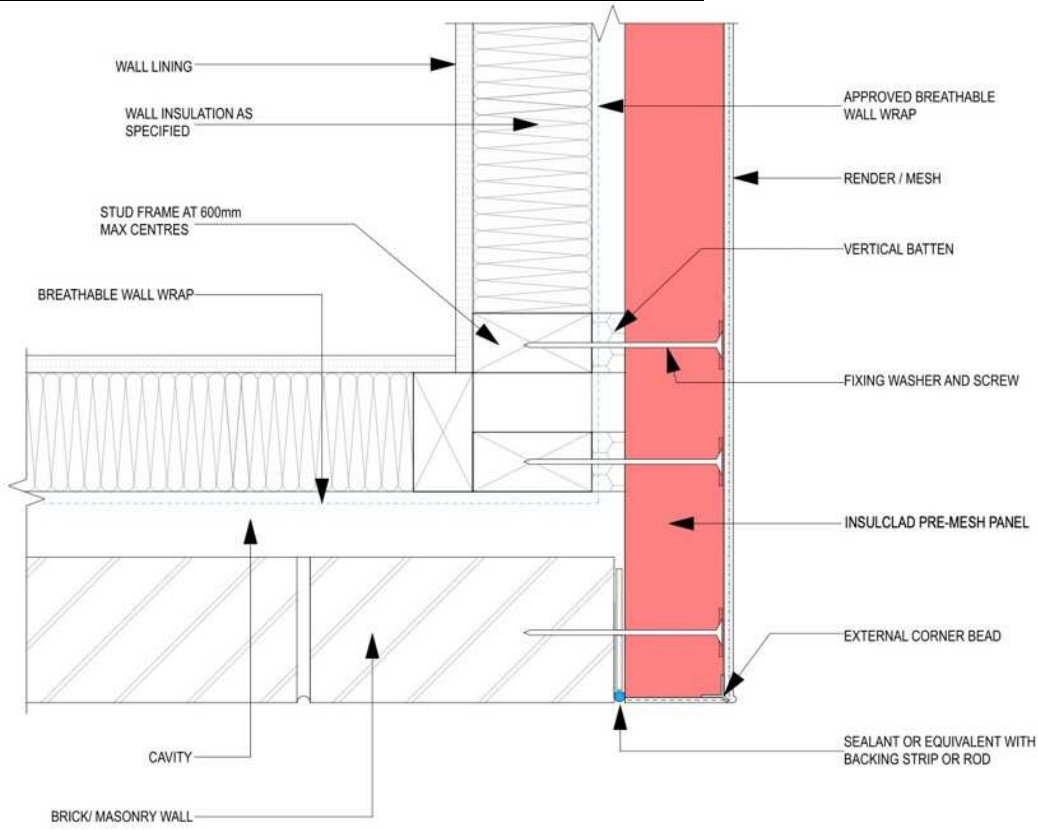 WALL LINING
WALL INSULATION AS
SPECIFIED
STUD FRAME AT 600mm
MAX CENTRES
BREATHABLE WALL WRAP
CAVITY
BRICK/ MASONRY WALL
APPROVED BREATHABLE
WALL WRAP
RENDER / MESH
VERTICAL BATTEN
FIXING WASHER AND SCREW
INSULCLAD PRE-MESH PANEL
EXTERNAL CORNER BEAD
SEALANT OR EQUIVALENT WITH
BACKING STRIP OR ROD